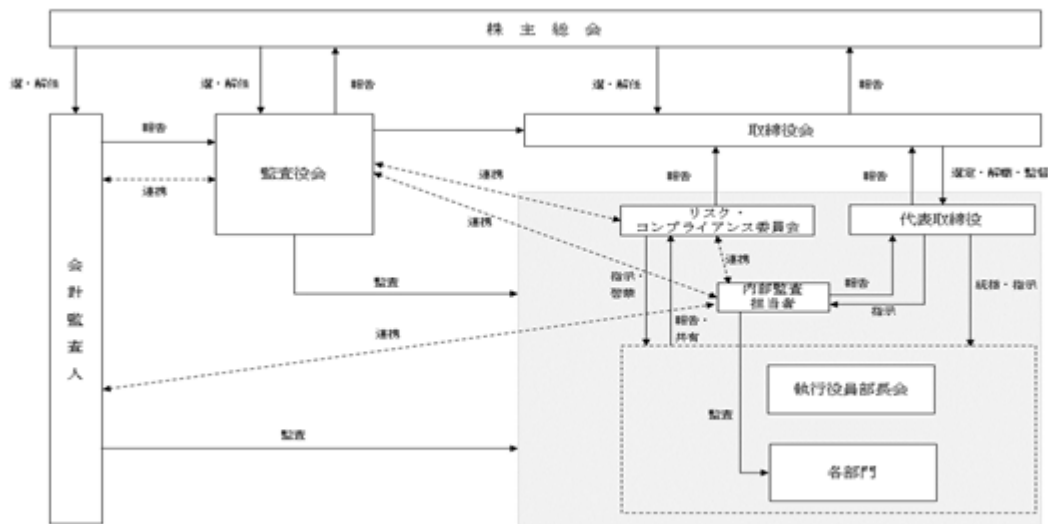 株主総会
選・解任
選・解任
報告
選・解任
報告
報告
監査役会
取締役会
連携
連携
連携
報告
報告
選定・解職・監督
リスク・
コンプライアンス委員会
代表取締役
連携
監査
指示・
内部監査
担当者
報告
指示
統括・指示
報告・
共有
連携
会計監査人
執行役員部長会
監査
監査
各部門